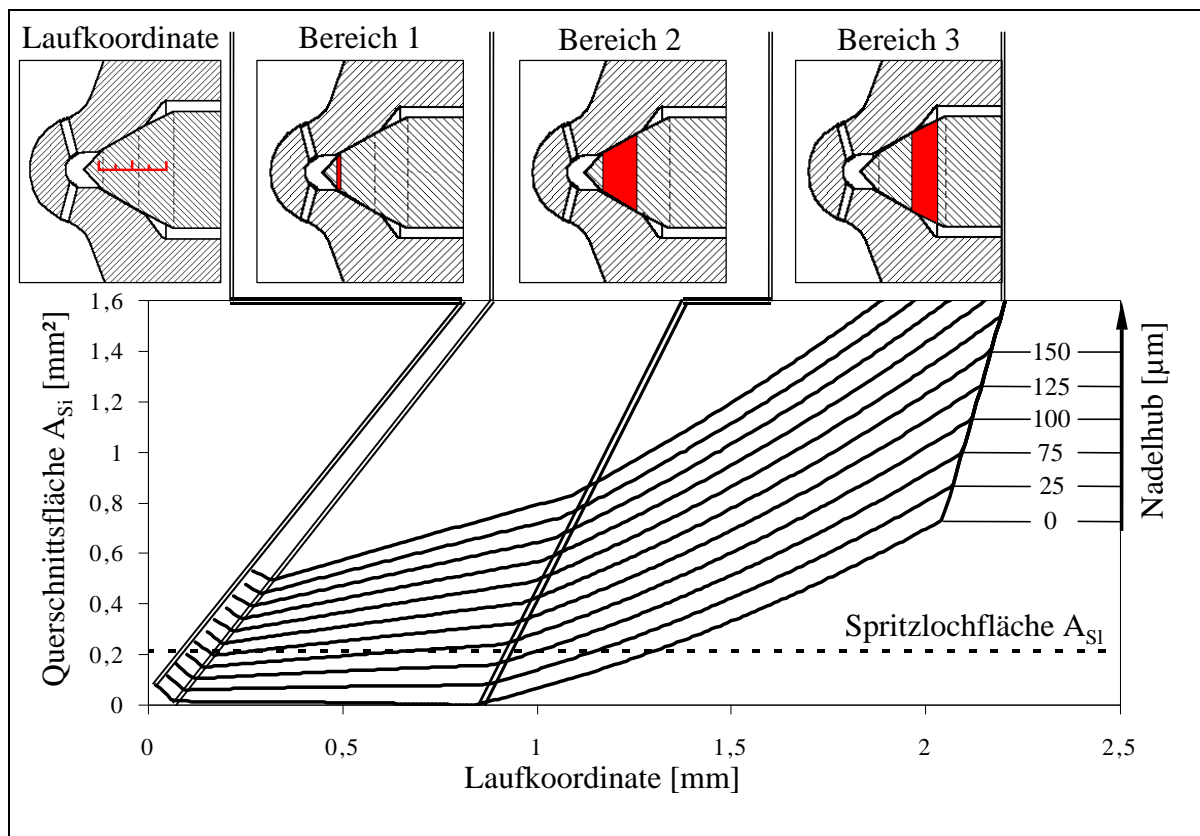 Laufkoordinate
Bereich 1
Bereich 2
Bereich 3
Querschnittsfläche A_Si [mm²]
1,6
1,4
1,2
1
0,8
0,6
0,4
0,2
0
150
125
100
75
25
0
Nadelhub [µm]
Spritzlochfläche A_Sl
0
0,5
1
1,5
2
2,5
Laufkoordinate [mm]